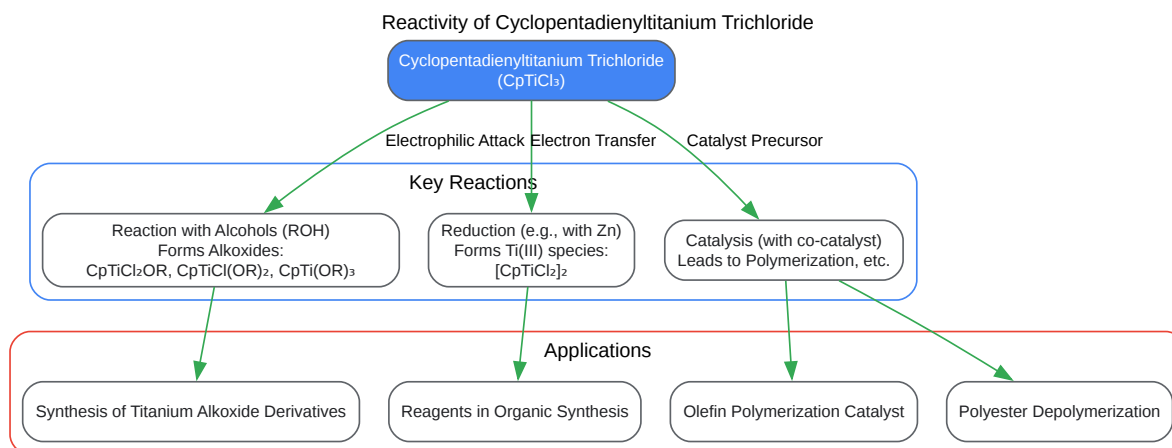 Reactivity of Cyclopentadienyltitanium Trichloride
Cyclopentadienyltitanium Trichloride
(CpTiCl₃)
Electrophilic Attack
Electron Transfer
Catalyst Precursor
Key Reactions
Reaction with Alcohols (ROH)
Forms Alkoxides:
CpTiCl₂OR, CpTiCl(OR)₂, CpTi(OR)₃
Reduction (e.g., with Zn)
Forms Ti(III) species:
[CpTiCl₂]₂
Catalysis (with co-catalyst)
Leads to Polymerization, etc.
Applications
Synthesis of Titanium Alkoxide Derivatives
Reagents in Organic Synthesis
Olefin Polymerization Catalyst
Polyester Depolymerization